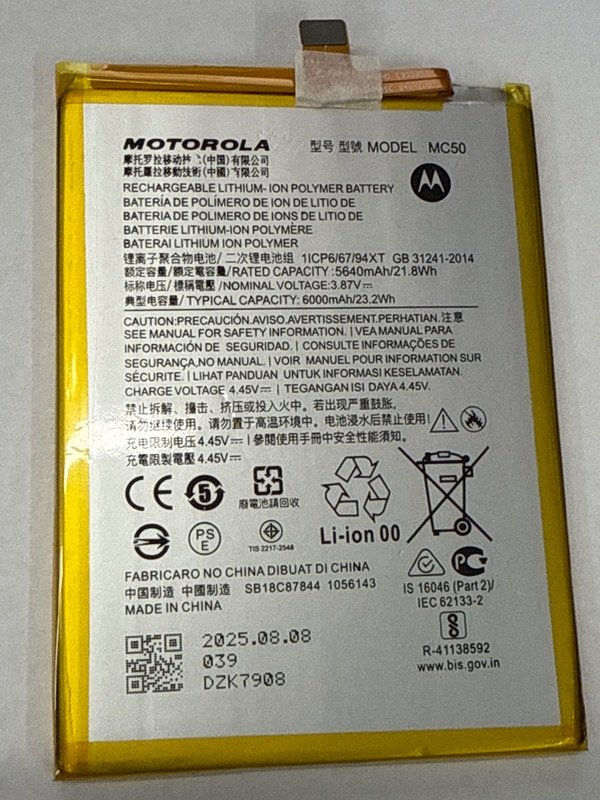 MOTOROLA 型号 型號 MODEL MC50
摩托罗拉移动技 (中国)有限公司
摩托羅拉移動技術(中國)有限公司
RECHARGEABLE LITHIUM- ION POLYMER BATTERY
BATERÍA DE POLÍMERO DE ION DE LITIO DE
BATERIA DE POLIMERO DE IONS DE LITIO DE
BATTERIE LITHIUM-ION POLYMÈRE
BATERAI LITHIUM ION POLYMER
锂离子聚合物电池/ 二次锂电池组 1ICP6/67/94XT GB 31241-2014
额定容量/額定電容量/RATED CAPACITY :5640mAh/21.8Wh
标称电压/ 標稱電壓 /NOMINAL VOLTAGE:3.87V⎓
典型电容量/ TYPICAL CAPACITY: 6000mAh/23.2Wh
CAUTION:PRECAUCIÓN.AVISO.AVERTISSEMENT.PERHATIAN. 注意
SEE MANUAL FOR SAFETY INFORMATION. | VEA MANUAL PARA
INFORMACIÓN DE SEGURIDAD. | CONSULTE INFORMAÇÕES DE
SEGURANÇA,NO MANUAL. | VOIR MANUEL POUR INFORMATION SUR
SÉCURITE. | LIHAT PANDUAN UNTUK INFORMASI KESELAMATAN.
CHARGE VOLTAGE 4.45V⎓ | TEGANGAN ISI DAYA 4.45V.
禁止拆解、撞击、挤压或投入火中。若出现严重鼓胀,
请勿继续使用。请勿置于高温环境中。电池浸水后禁止使用!
充电限制电压 4.45V⎓ |參閱使用手冊中安全性能須知!
充電限製電壓 4.45V⎓
CE 5
廢電池請回收
Li-ion 00
PS
E
TIS 2217-2548
FABRICARO NO CHINA DIBUAT DI CHINA
中国制造 中國製造 SB18C87844 1056143
MADE IN CHINA
IS 16046 (Part 2)/
IEC 62133-2
R-41138592
www.bis.gov.in
2025.08.08
039
DZK7908